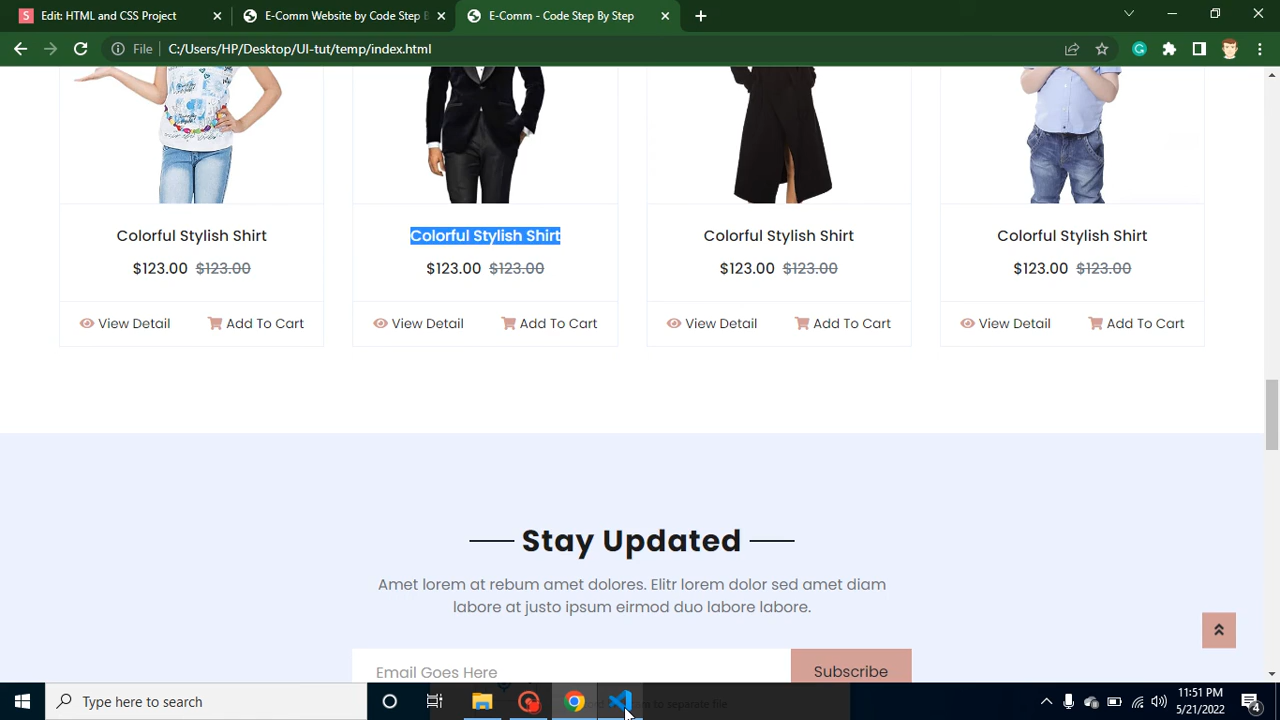 Edit: HTML and CSS Project
E-Comm Website by Code Step B
E-Comm - Code Step By Step
File
C:/Users/HP/Desktop/UI-tut/temp/index.html
Colorful Stylish Shirt
$123.00 $123.00
View Detail Add To Cart
Colorful Stylish Shirt
$123.00 $123.00
View Detail Add To Cart
Colorful Stylish Shirt
$123.00 $123.00
View Detail Add To Cart
Colorful Stylish Shirt
$123.00 $123.00
View Detail Add To Cart
Stay Updated
Amet lorem at rebum amet dolores. Elitr lorem dolor sed amet diam
labore at justo ipsum eirmod duo labore labore.
Email Goes Here
Subscribe
Type here to search
to separate file
11:51 PM
5/21/2022
4